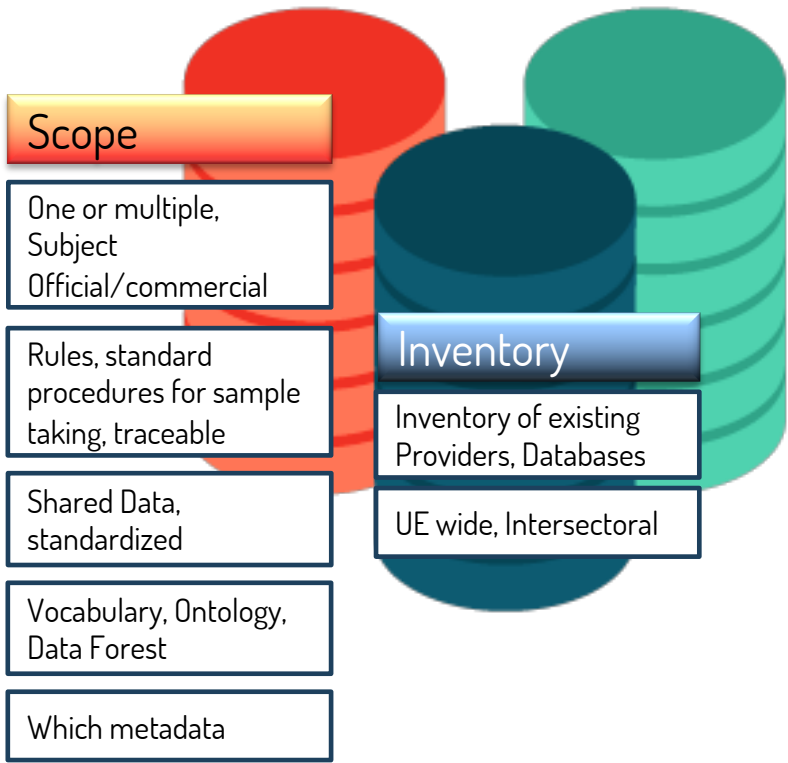 Scope
One or multiple,
Subject
Official/commercial
Rules, standard
procedures for sample
taking, traceable
Shared Data,
standardized
Vocabulary, Ontology,
Data Forest
Which metadata
Inventory
Inventory of existing
Providers, Databases
UE wide, Intersectoral